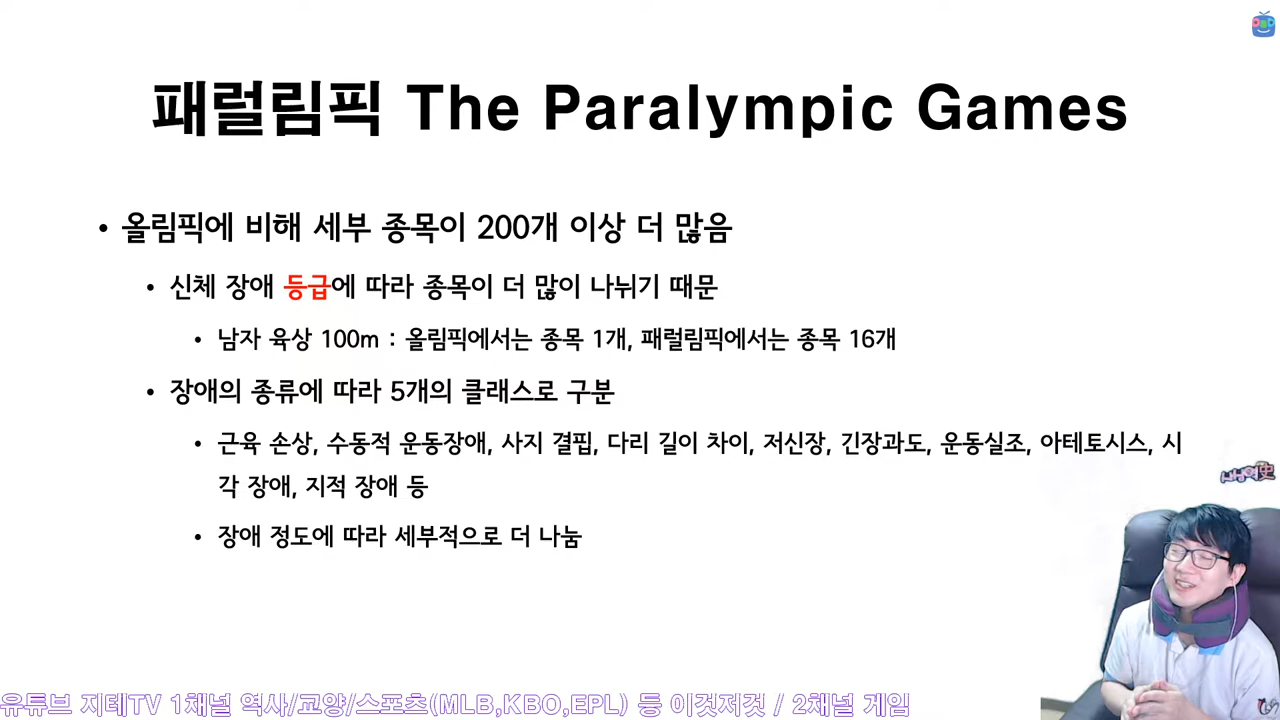 패럴림픽 The Paralympic Games
• 올림픽에 비해 세부 종목이 200개 이상 더 많음
• 신체 장애 등급에 따라 종목이 더 많이 나뉘기 때문
• 남자 육상 100m : 올림픽에서는 종목 1개, 패럴림픽에서는 종목 16개
• 장애의 종류에 따라 5개의 클래스로 구분
• 근육 손상, 수동적 운동장애, 사지 결핍, 다리 길이 차이, 저신장, 긴장과도, 운동실조, 아테토시스, 시
각 장애, 지적 장애 등
• 장애 정도에 따라 세부적으로 더 나눔
유튜브 지테TV 1채널 역사/교양/스포츠(MLB,KBO,EPL) 등 이것저것 / 2채널 게임